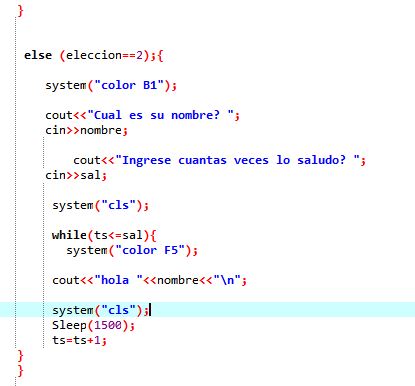 }
else (eleccion==2);{
system("color B1");
cout<<"Cual es su nombre? ";
cin>>nombre;
cout<<"Ingrese cuantas veces lo saludo? ";
cin>>sal;
system("cls");
while(ts<=sal){
system("color F5");
cout<<"hola "<<nombre<<"\n";
system("cls");
Sleep(1500);
ts=ts+1;
}
}